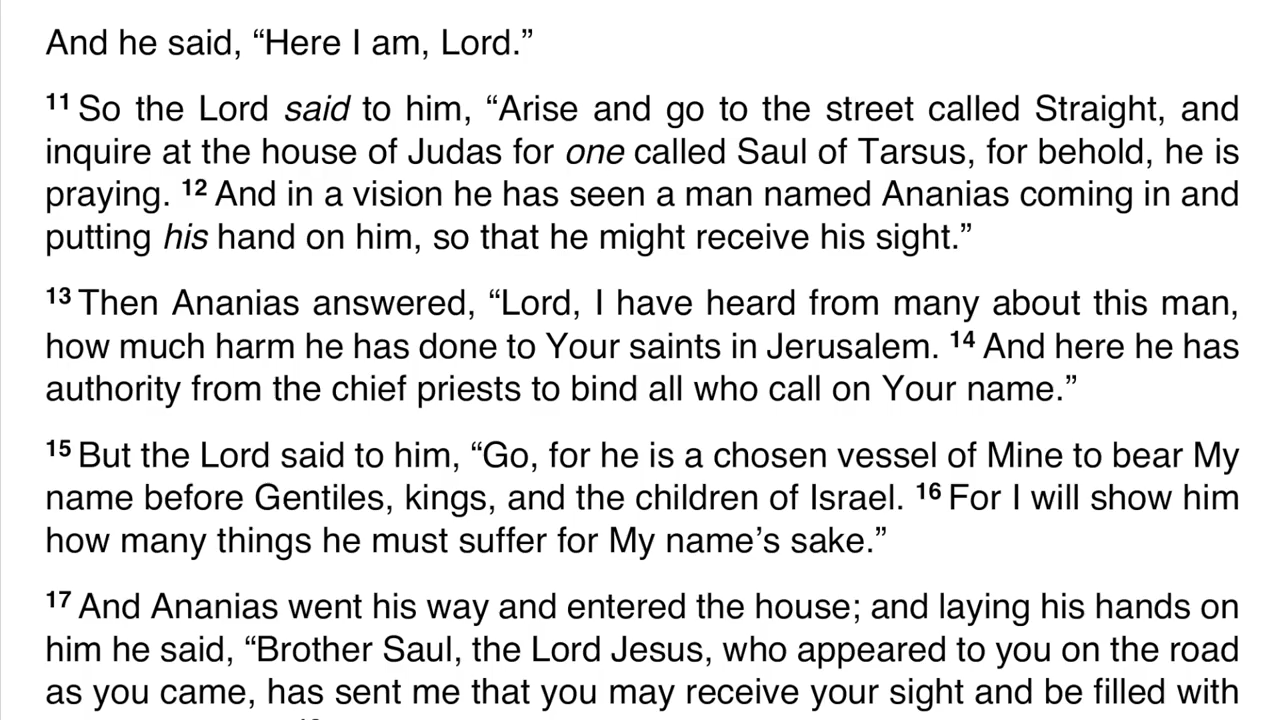 And he said, “Here I am, Lord.”
11 So the Lord said to him, “Arise and go to the street called Straight, and
inquire at the house of Judas for one called Saul of Tarsus, for behold, he is
praying. 12 And in a vision he has seen a man named Ananias coming in and
putting his hand on him, so that he might receive his sight.”
13 Then Ananias answered, “Lord, I have heard from many about this man,
how much harm he has done to Your saints in Jerusalem. 14 And here he has
authority from the chief priests to bind all who call on Your name.”
15 But the Lord said to him, “Go, for he is a chosen vessel of Mine to bear My
name before Gentiles, kings, and the children of Israel. 16 For I will show him
how many things he must suffer for My name’s sake.”
17 And Ananias went his way and entered the house; and laying his hands on
him he said, “Brother Saul, the Lord Jesus, who appeared to you on the road
as you came, has sent me that you may receive your sight and be filled with